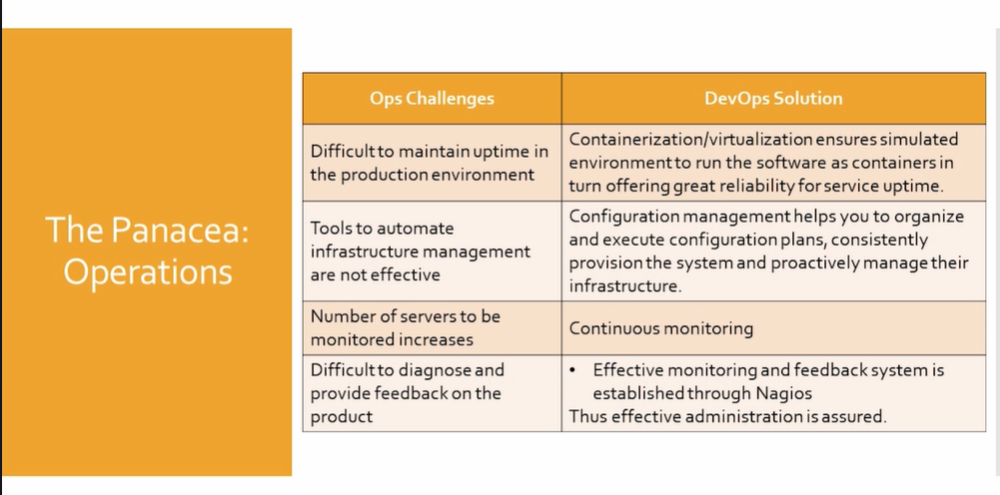 The Panacea:
Operations
Ops Challenges
DevOps Solution
Difficult to maintain uptime in
the production environment
Containerization/virtualization ensures simulated
environment to run the software as containers in
turn offering great reliability for service uptime.
Tools to automate
infrastructure management
are not effective
Configuration management helps you to organize
and execute configuration plans, consistently
provision the system and proactively manage their
infrastructure.
Number of servers to be
monitored increases
Continuous monitoring
Difficult to diagnose and
provide feedback on the
product
• Effective monitoring and feedback system is
established through Nagios
Thus effective administration is assured.